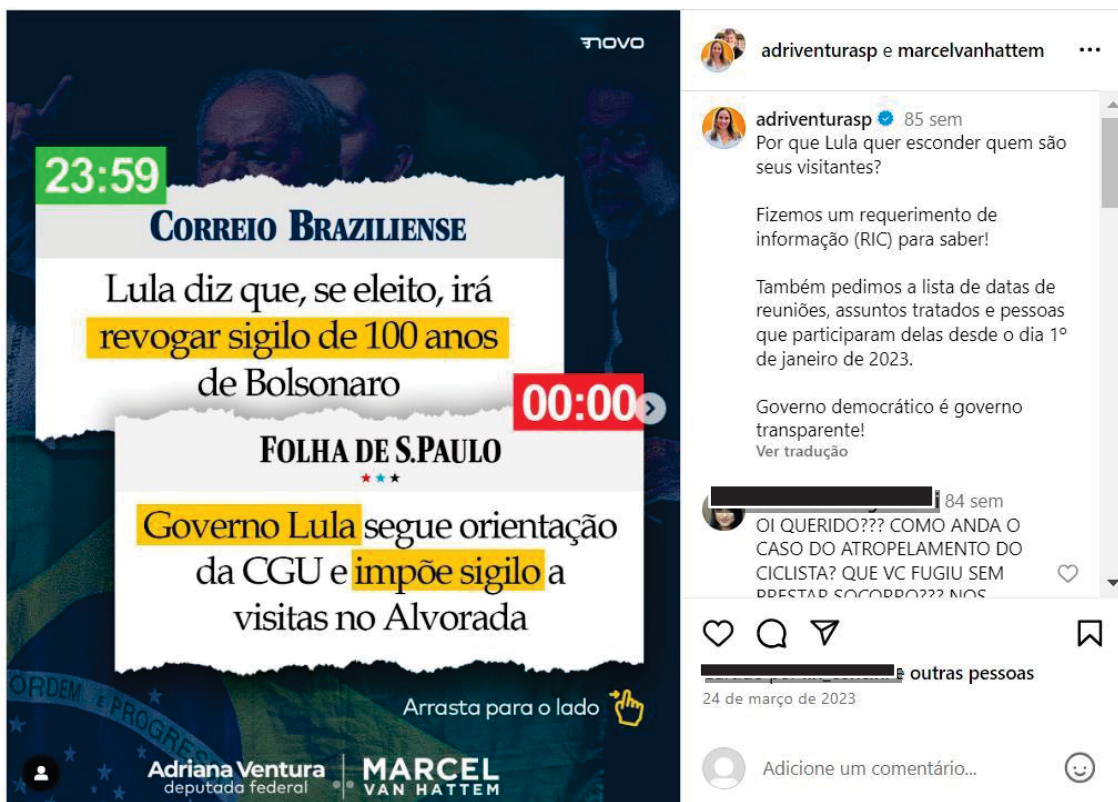 novo
23:59
CORREIO BRAZILIENSE
Lula diz que, se eleito, irá
revogar sigilo de 100 anos
de Bolsonaro
00:00
FOLHA DE S.PAULO
Governo Lula segue orientação
da CGU e impõe sigilo a
visitas no Alvorada
ORDEM E PROGRES
Arrasta para o lado
Adriana Ventura
deputada federal
MARCEL
VAN HATTEM
adriventurasp e marcelvanhattem
adriventurasp 85 sem
Por que Lula quer esconder quem são
seus visitantes?
Fizemos um requerimento de
informação (RIC) para saber!
Também pedimos a lista de datas de
reuniões, assuntos tratados e pessoas
que participaram delas desde o dia 1º
de janeiro de 2023.
Governo democrático é governo
transparente!
Ver tradução
84 sem
OI QUERIDO??? COMO ANDA O
CASO DO ATROPELAMENTO DO
CICLISTA? QUE VC FUGIU SEM
PRESTAR SOCORRO??? NOS
e outras pessoas
24 de março de 2023
Adicione um comentário...